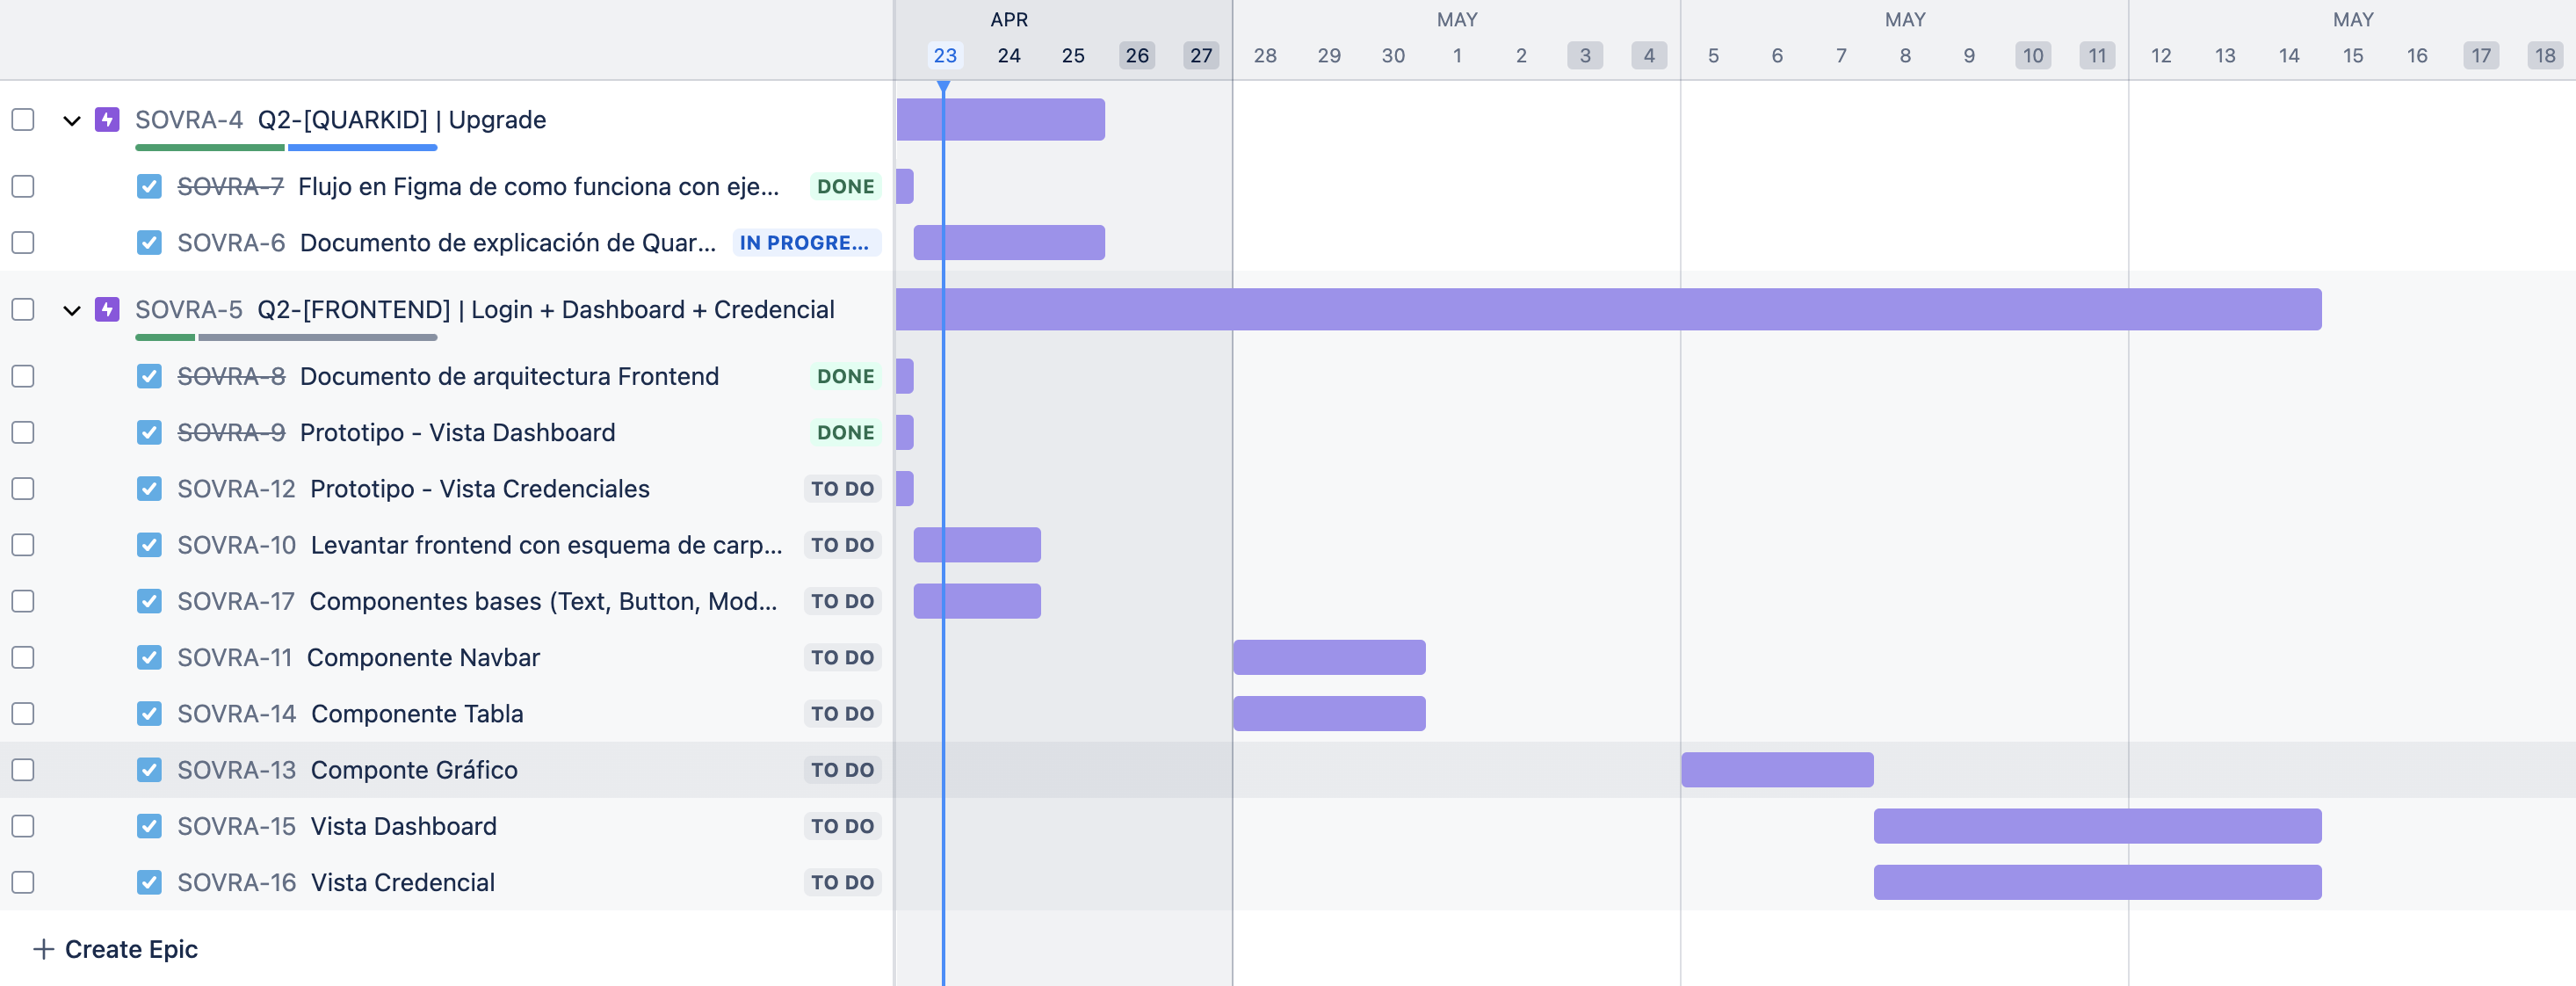 APR MAY MAY MAY
23 24 25 26 27 28 29 30 1 2 3 4 5 6 7 8 9 10 11 12 13 14 15 16 17 18
SOVRA-4 Q2-[QUARKID] | Upgrade
SOVRA-7 Flujo en Figma de como funciona con eje... DONE
SOVRA-6 Documento de explicación de Quar... IN PROGRE...
SOVRA-5 Q2-[FRONTEND] | Login + Dashboard + Credencial
SOVRA-8 Documento de arquitectura Frontend DONE
SOVRA-9 Prototipo - Vista Dashboard DONE
SOVRA-12 Prototipo - Vista Credenciales TO DO
SOVRA-10 Levantar frontend con esquema de carp... TO DO
SOVRA-17 Componentes bases (Text, Button, Mod... TO DO
SOVRA-11 Componente Navbar TO DO
SOVRA-14 Componente Tabla TO DO
SOVRA-13 Componte Gráfico TO DO
SOVRA-15 Vista Dashboard TO DO
SOVRA-16 Vista Credencial TO DO
+ Create Epic